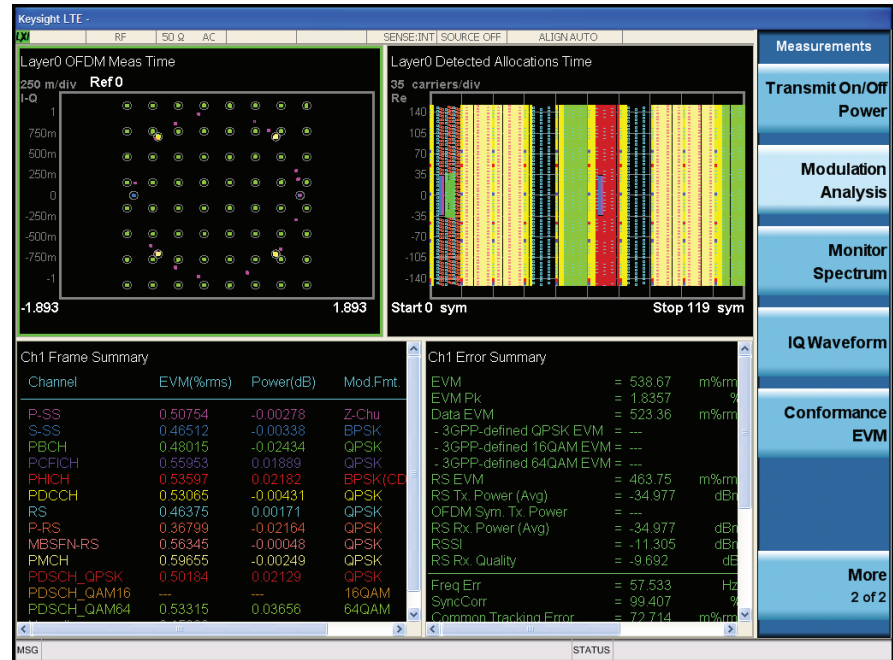 Keysight LTE -
LXI RF 50 Ω AC SENSE:INT SOURCE OFF ALIGN AUTO
Layer0 OFDM Meas Time
250 m/div Ref 0
I-Q
1
750m
500m
250m
0
-250m
-500m
-750m
-1
-1.893 1.893
Layer0 Detected Allocations Time
35 carriers/div
Re
140
105
70
35
0
-35
-70
-105
-140
Start 0 sym Stop 119 sym
Ch1 Frame Summary
Channel EVM(%rms) Power(dB) Mod.Fmt.
P-SS 0.50754 -0.00278 Z-Chu
S-SS 0.46512 -0.00338 BPSK
PBCH 0.48015 -0.02434 QPSK
PCFICH 0.55953 0.01889 QPSK
PHICH 0.53597 0.02182 BPSK(CD
PDCCH 0.53065 -0.00431 QPSK
RS 0.46375 0.00171 QPSK
P-RS 0.36799 -0.02164 QPSK
MBSFN-RS 0.56345 -0.00048 QPSK
PMCH 0.59655 -0.00249 QPSK
PDSCH_QPSK 0.50184 0.02129 QPSK
PDSCH_QAM16 --- --- 16QAM
PDSCH_QAM64 0.53315 0.03656 64QAM
Ch1 Error Summary
EVM = 538.67 m%rm
EVM Pk = 1.8357 %
Data EVM = 523.36 m%rm
- 3GPP-defined QPSK EVM = ---
- 3GPP-defined 16QAM EVM = ---
- 3GPP-defined 64QAM EVM = ---
RS EVM = 463.75 m%rm
RS Tx. Power (Avg) = -34.977 dBn
OFDM Sym. Tx. Power = ---
RS Rx. Power (Avg) = -34.977 dBn
RSSI = -11.305 dBn
RS Rx. Quality = -9.692 dE
Freq Err = 57.533 Hz
SyncCorr = 99.407 %
Common Tracking Error = 72.714 m%rm
Measurements
Transmit On/Off
Power
Modulation
Analysis
Monitor
Spectrum
IQ Waveform
Conformance
EVM
More
2 of 2
MSG STATUS